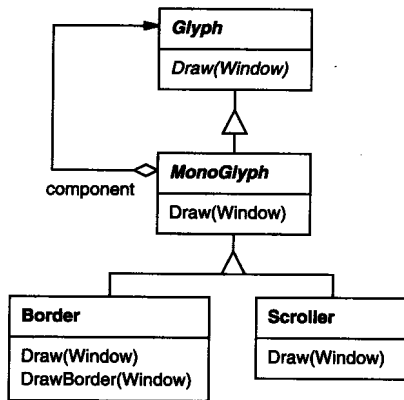 Glyph
Draw(Window)
component
MonoGlyph
Draw(Window)
Border
Draw(Window)
DrawBorder(Window)
Scroller
Draw(Window)